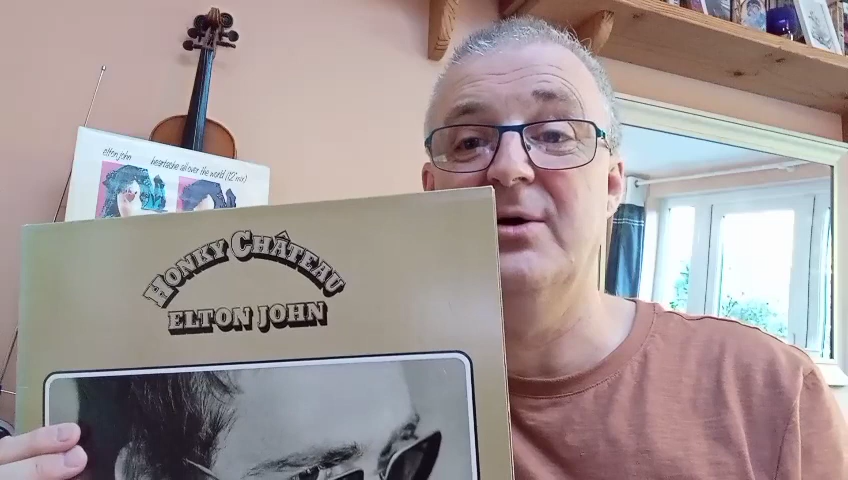 elton john heartache all over the world (12" mix)
HONKY CHÂTEAU
ELTON JOHN